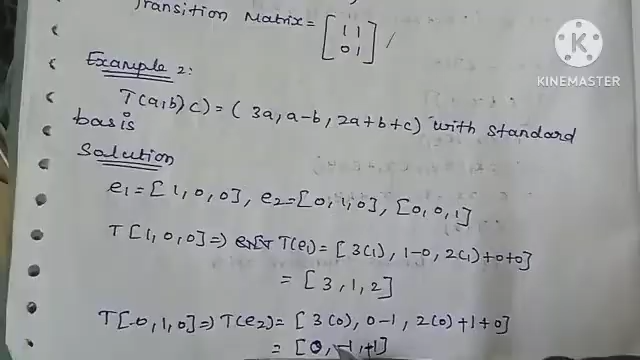 Transition Matrix = [ 1 1
0 1 ] /
KINEMASTER
Example 2:
T(a,b,c) = ( 3a, a-b, 2a+b+c) with standard
basis
Solution
e1 = [ 1, 0, 0], e2 = [0, 1, 0], [0, 0, 1]
T [1, 0, 0] => T(e1) = [ 3(1), 1-0, 2(1)+0+0]
= [ 3, 1, 2]
T[0, 1, 0] => T(e2) = [ 3(0), 0-1, 2(0)+1+0]
= [0, -1, +1]